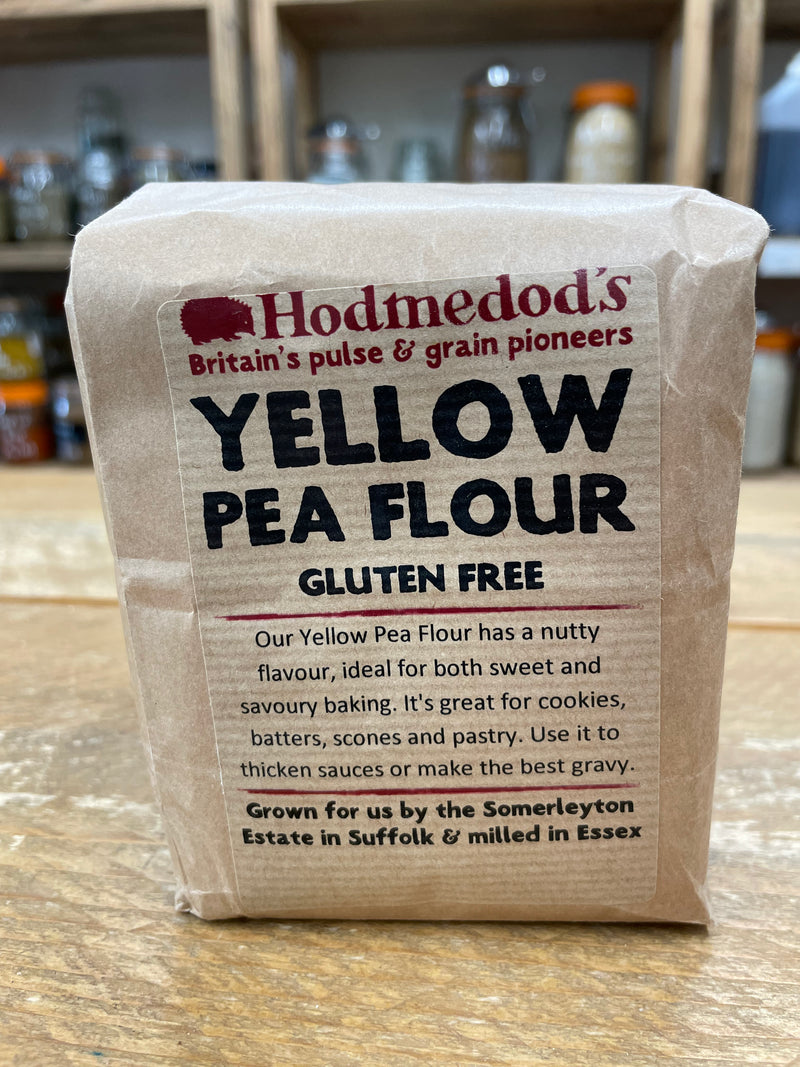 Hodmedod's
Britain's pulse & grain pioneers
YELLOW
PEA FLOUR
GLUTEN FREE
Our Yellow Pea Flour has a nutty
flavour, ideal for both sweet and
savoury baking. It's great for cookies,
batters, scones and pastry. Use it to
thicken sauces or make the best gravy.
Grown for us by the Somerleyton
Estate in Suffolk & milled in Essex